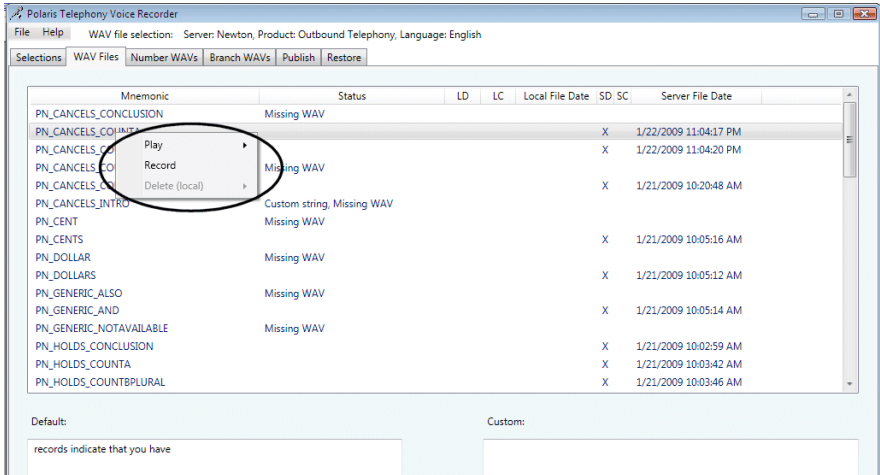 Polaris Telephony Voice Recorder
File Help WAV file selection: Server: Newton, Product: Outbound Telephony, Language: English
Selections WAV Files Number WAVs Branch WAVs Publish Restore
Mnemonic Status LD LC Local File Date SD SC Server File Date
PN_CANCELS_CONCLUSION Missing WAV
PN_CANCELS_COUNTA X 1/22/2009 11:04:17 PM
PN_CANCELS_CO X 1/22/2009 11:04:20 PM
Play
PN_CANCELS_CO Missing WAV
Record
PN_CANCELS_CO X 1/21/2009 10:20:48 AM
Delete (local)
PN_CANCELS_INTRO Custom string, Missing WAV
PN_CENT Missing WAV
PN_CENTS X 1/21/2009 10:05:16 AM
PN_DOLLAR Missing WAV
PN_DOLLARS X 1/21/2009 10:05:12 AM
PN_GENERIC_ALSO Missing WAV
PN_GENERIC_AND X 1/21/2009 10:05:14 AM
PN_GENERIC_NOTAVAILABLE Missing WAV
PN_HOLDS_CONCLUSION X 1/21/2009 10:02:59 AM
PN_HOLDS_COUNTA X 1/21/2009 10:03:42 AM
PN_HOLDS_COUNTBPLURAL X 1/21/2009 10:03:46 AM
Default: Custom:
records indicate that you have